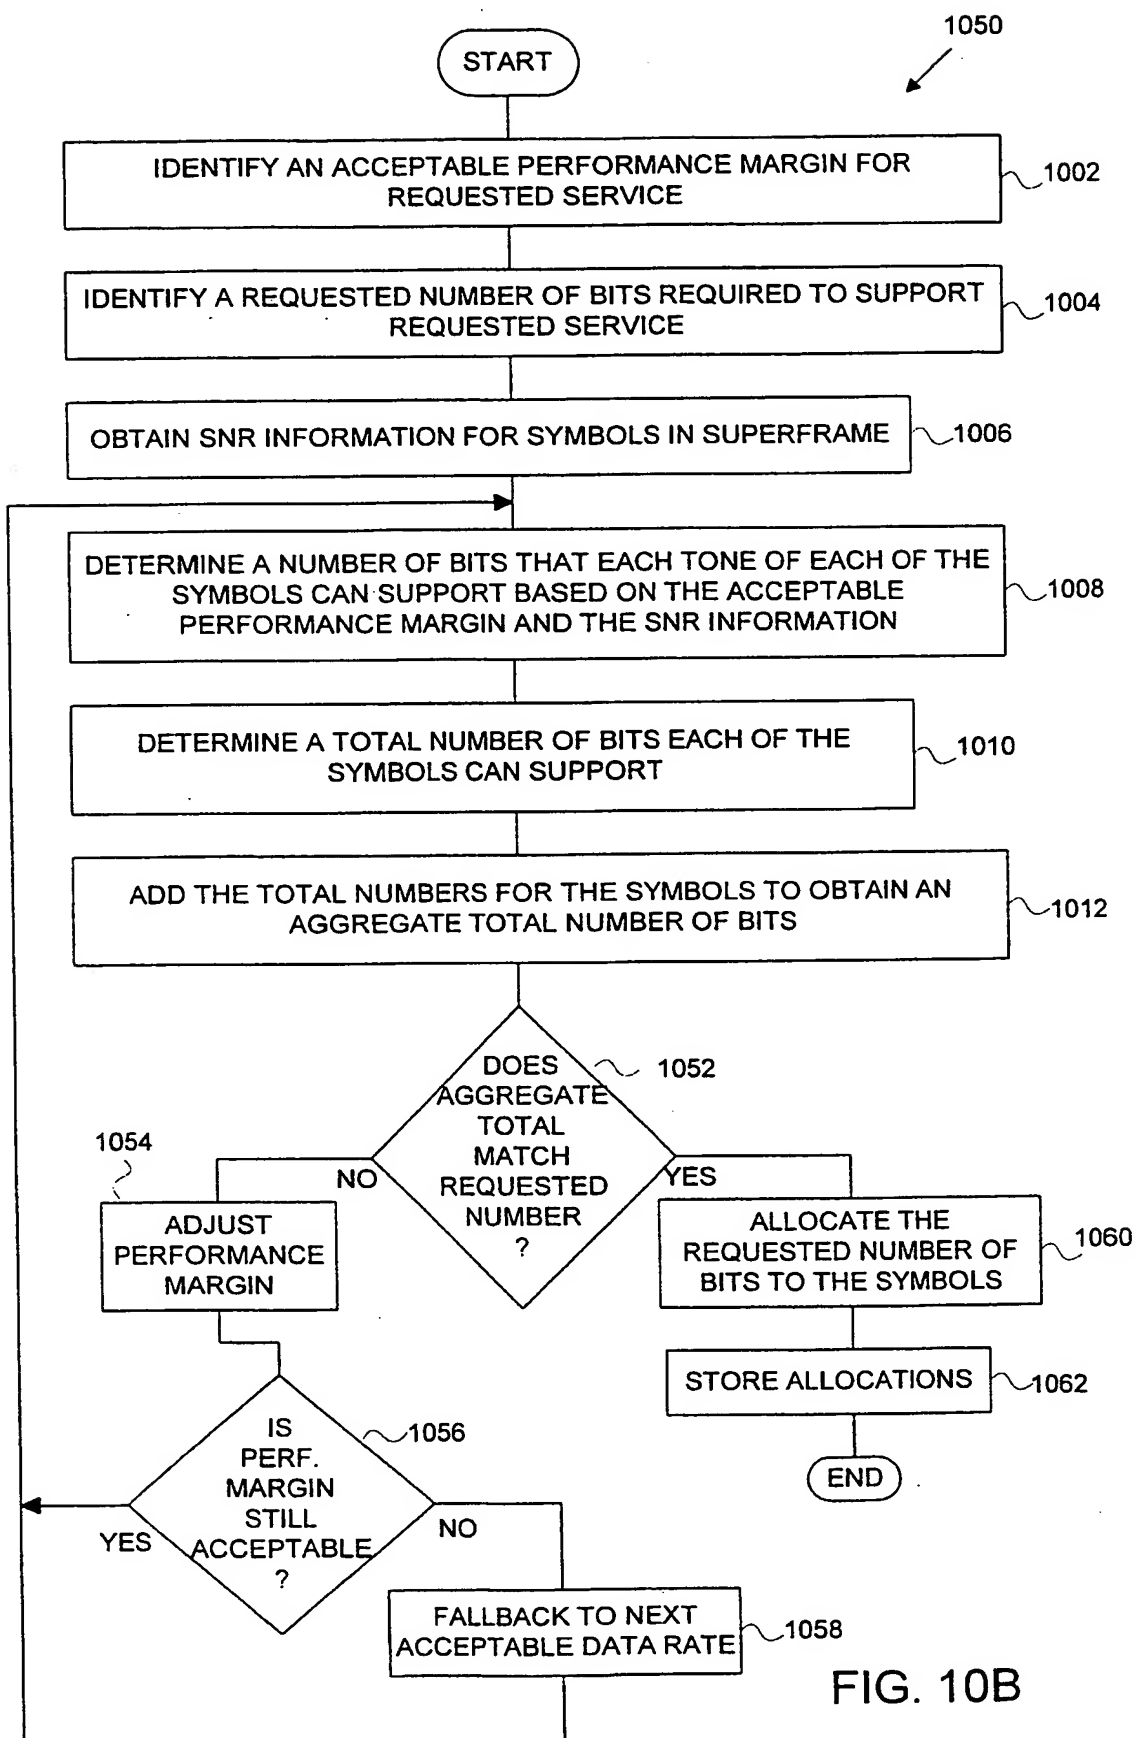 1050
START
IDENTIFY AN ACCEPTABLE PERFORMANCE MARGIN FOR
REQUESTED SERVICE
1002
IDENTIFY A REQUESTED NUMBER OF BITS REQUIRED TO SUPPORT
REQUESTED SERVICE
1004
OBTAIN SNR INFORMATION FOR SYMBOLS IN SUPERFRAME
1006
DETERMINE A NUMBER OF BITS THAT EACH TONE OF EACH OF THE
SYMBOLS CAN SUPPORT BASED ON THE ACCEPTABLE
PERFORMANCE MARGIN AND THE SNR INFORMATION
1008
DETERMINE A TOTAL NUMBER OF BITS EACH OF THE
SYMBOLS CAN SUPPORT
1010
ADD THE TOTAL NUMBERS FOR THE SYMBOLS TO OBTAIN AN
AGGREGATE TOTAL NUMBER OF BITS
1012
DOES
AGGREGATE
TOTAL
MATCH
REQUESTED
NUMBER
?
1052
NO
YES
1054
ADJUST
PERFORMANCE
MARGIN
ALLOCATE THE
REQUESTED NUMBER OF
BITS TO THE SYMBOLS
1060
STORE ALLOCATIONS
1062
END
IS
PERF.
MARGIN
STILL
ACCEPTABLE
?
1056
YES
NO
FALLBACK TO NEXT
ACCEPTABLE DATA RATE
1058
FIG. 10B